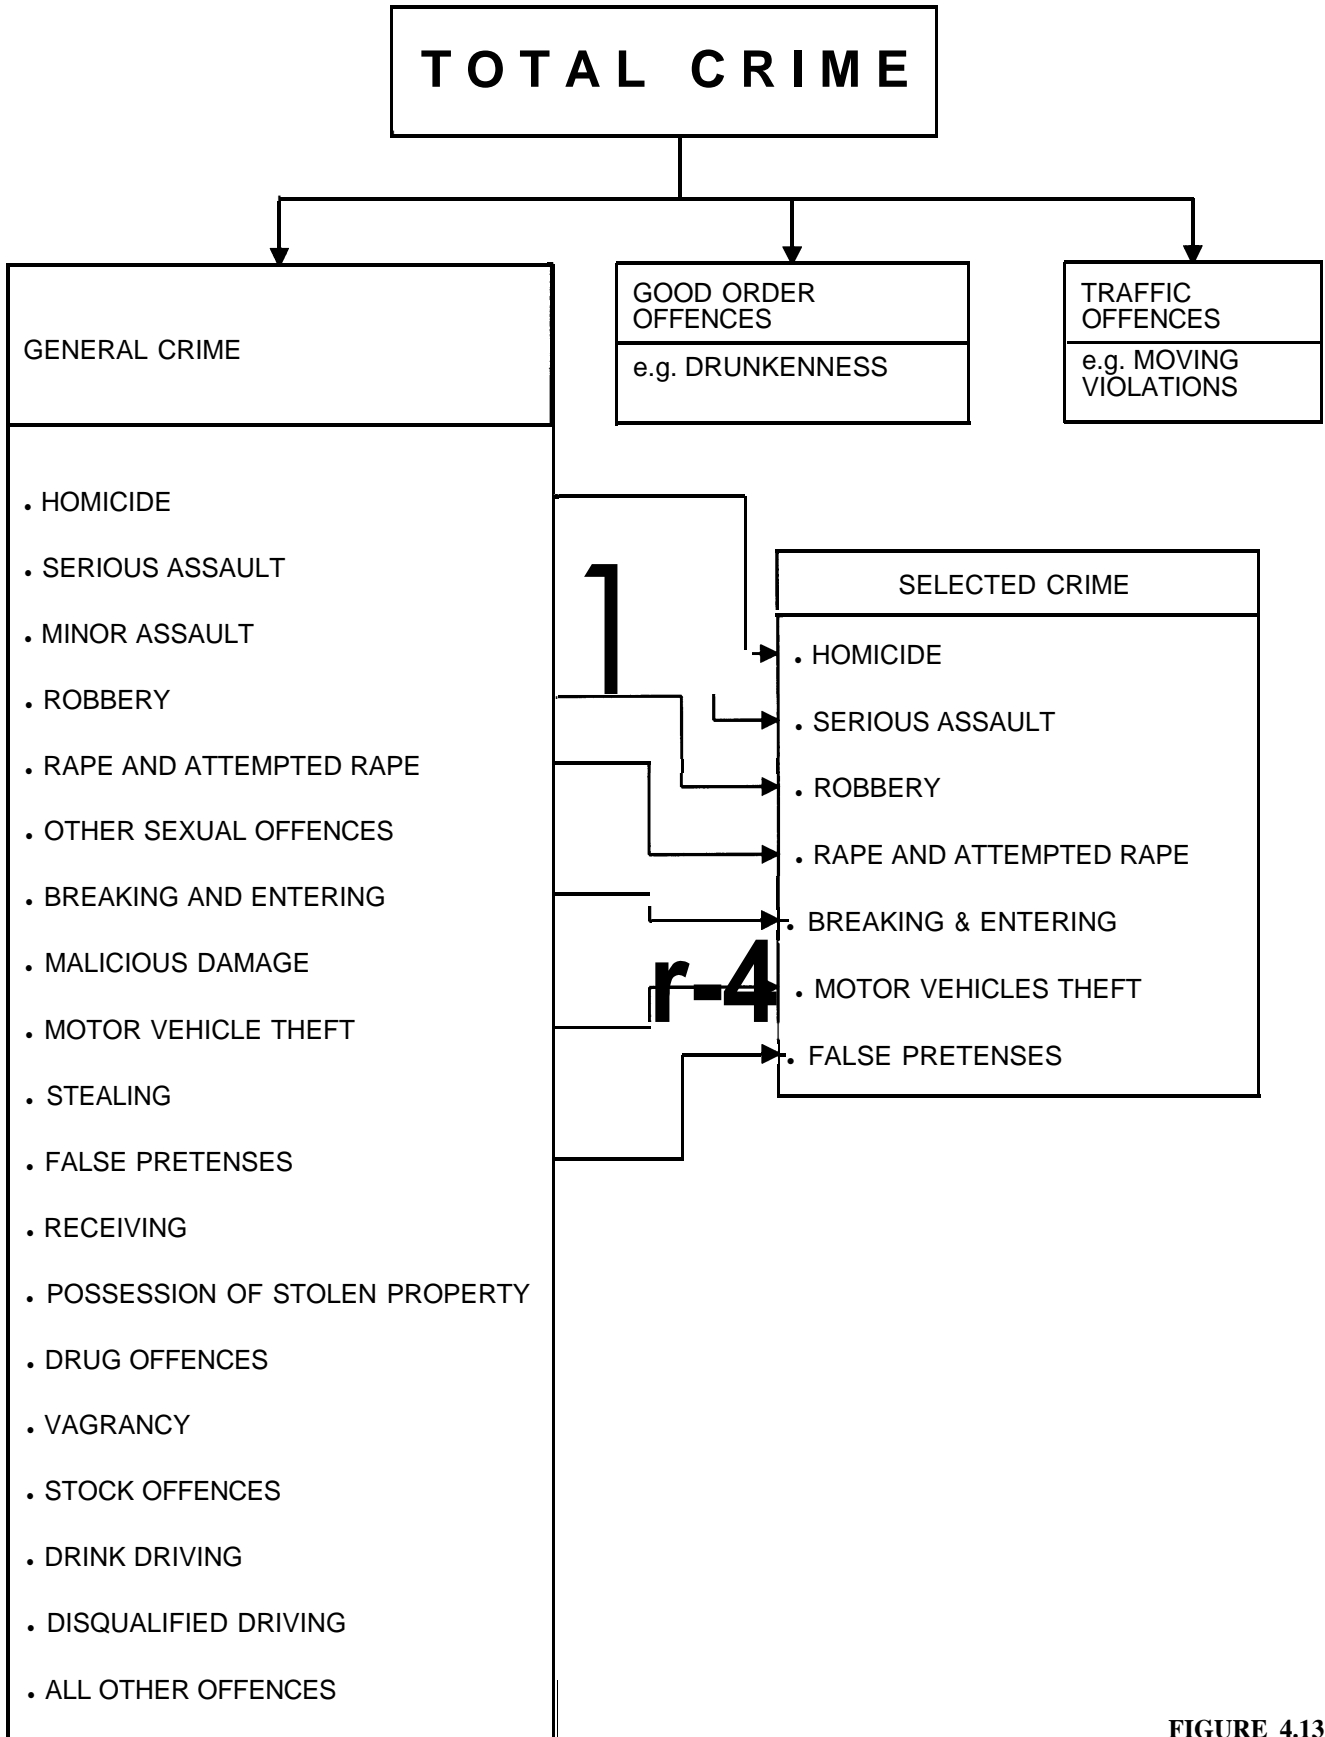 TOTAL CRIME
GENERAL CRIME
GOOD ORDER
OFFENCES
e.g. DRUNKENNESS
TRAFFIC
OFFENCES
e.g. MOVING
VIOLATIONS
. HOMICIDE
. SERIOUS ASSAULT
. MINOR ASSAULT
. ROBBERY
. RAPE AND ATTEMPTED RAPE
. OTHER SEXUAL OFFENCES
. BREAKING AND ENTERING
. MALICIOUS DAMAGE
. MOTOR VEHICLE THEFT
. STEALING
. FALSE PRETENSES
. RECEIVING
. POSSESSION OF STOLEN PROPERTY
. DRUG OFFENCES
. VAGRANCY
. STOCK OFFENCES
. DRINK DRIVING
. DISQUALIFIED DRIVING
. ALL OTHER OFFENCES
1
r-4
SELECTED CRIME
. HOMICIDE
. SERIOUS ASSAULT
. ROBBERY
. RAPE AND ATTEMPTED RAPE
. BREAKING & ENTERING
. MOTOR VEHICLES THEFT
. FALSE PRETENSES
FIGURE 4.13